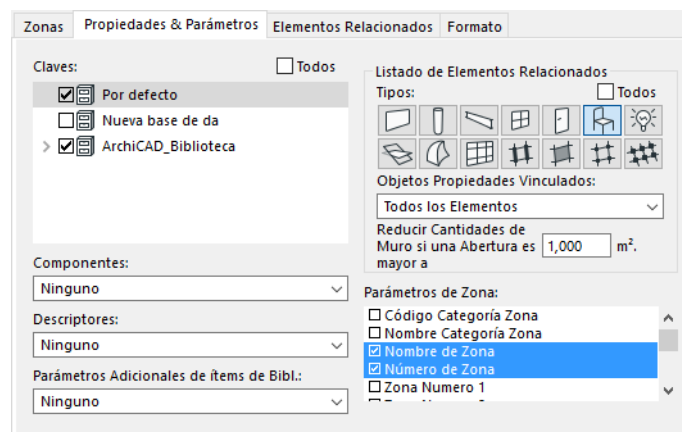 Zonas Propiedades & Parámetros Elementos Relacionados Formato
Claves:
Todos
Por defecto
Nueva base de da
ArchiCAD_Biblioteca
Componentes:
Ninguno
Descriptores:
Ninguno
Parámetros Adicionales de ítems de Bibl.:
Ninguno
Listado de Elementos Relacionados
Tipos:
Todos
Objetos Propiedades Vinculados:
Todos los Elementos
Reducir Cantidades de
Muro si una Abertura es 1,000 m².
mayor a
Parámetros de Zona:
Código Categoría Zona
Nombre Categoría Zona
Nombre de Zona
Número de Zona
Zona Numero 1